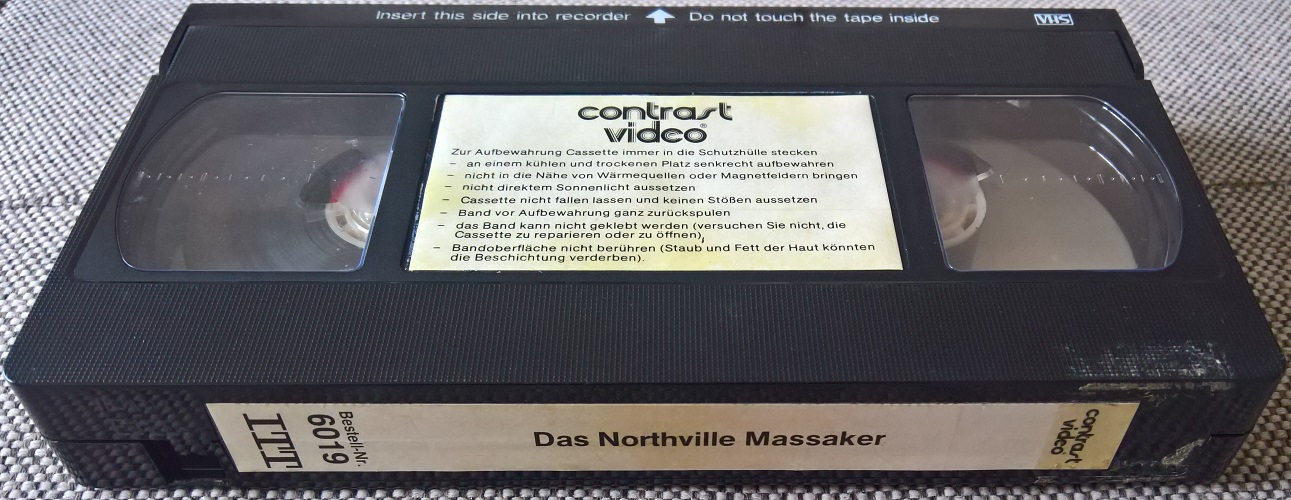 Insert this side into recorder Do not touch the tape inside
VHS
contrast
video®
Zur Aufbewahrung Cassette immer in die Schutzhülle stecken
– an einem kühlen und trockenen Platz senkrecht aufbewahren
– nicht in die Nähe von Wärmequellen oder Magnetfeldern bringen
– nicht direktem Sonnenlicht aussetzen
– Cassette nicht fallen lassen und keinen Stößen aussetzen
– Band vor Aufbewahrung ganz zurückspulen
– das Band kann nicht geklebt werden (versuchen Sie nicht, die
Cassette zu reparieren oder zu öffnen),
– Bandoberfläche nicht berühren (Staub und Fett der Haut könnten
die Beschichtung verderben).
ITT
Bestell-Nr.
6019
Das Northville Massaker
contrast
video